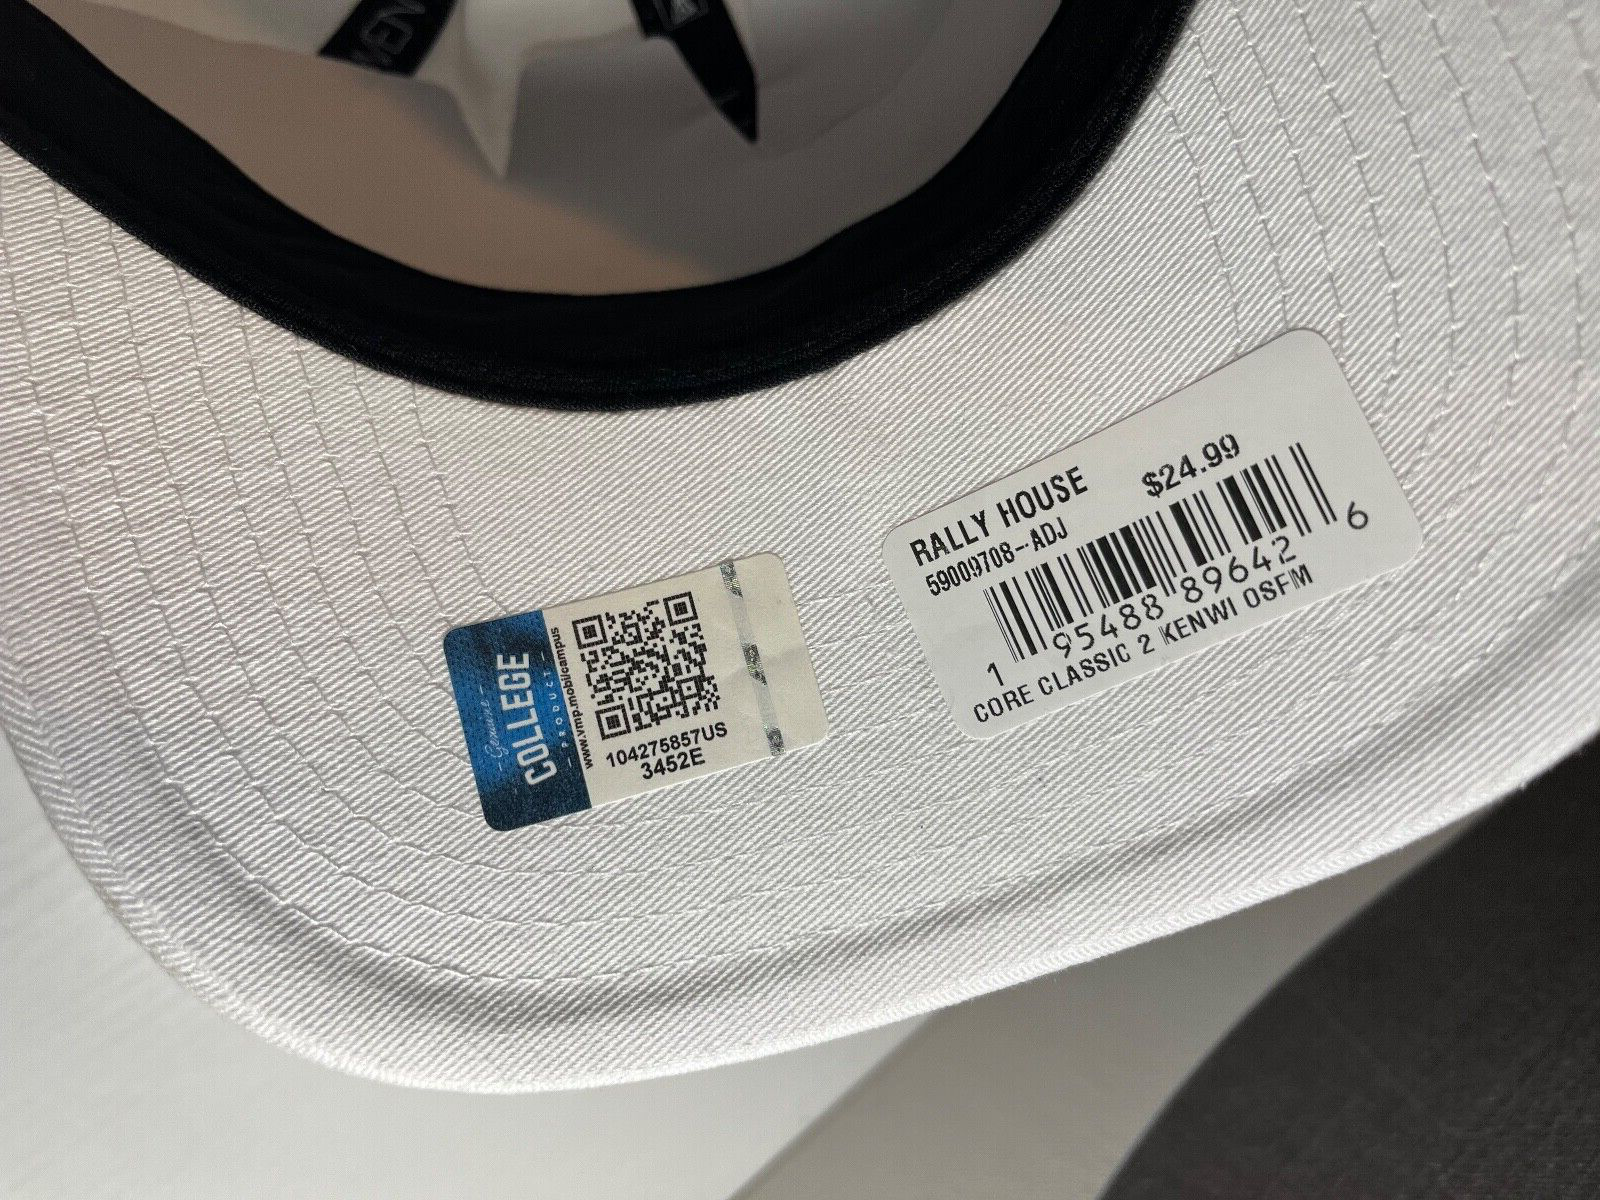 RALLY HOUSE $24.99
59009708-ADJ
1 95488 89642 6
CORE CLASSIC 2 KENWI OSFM
Genuine
COLLEGE
- PRODUCT -
www.vmp.mobi/campus
104275857US
3452E